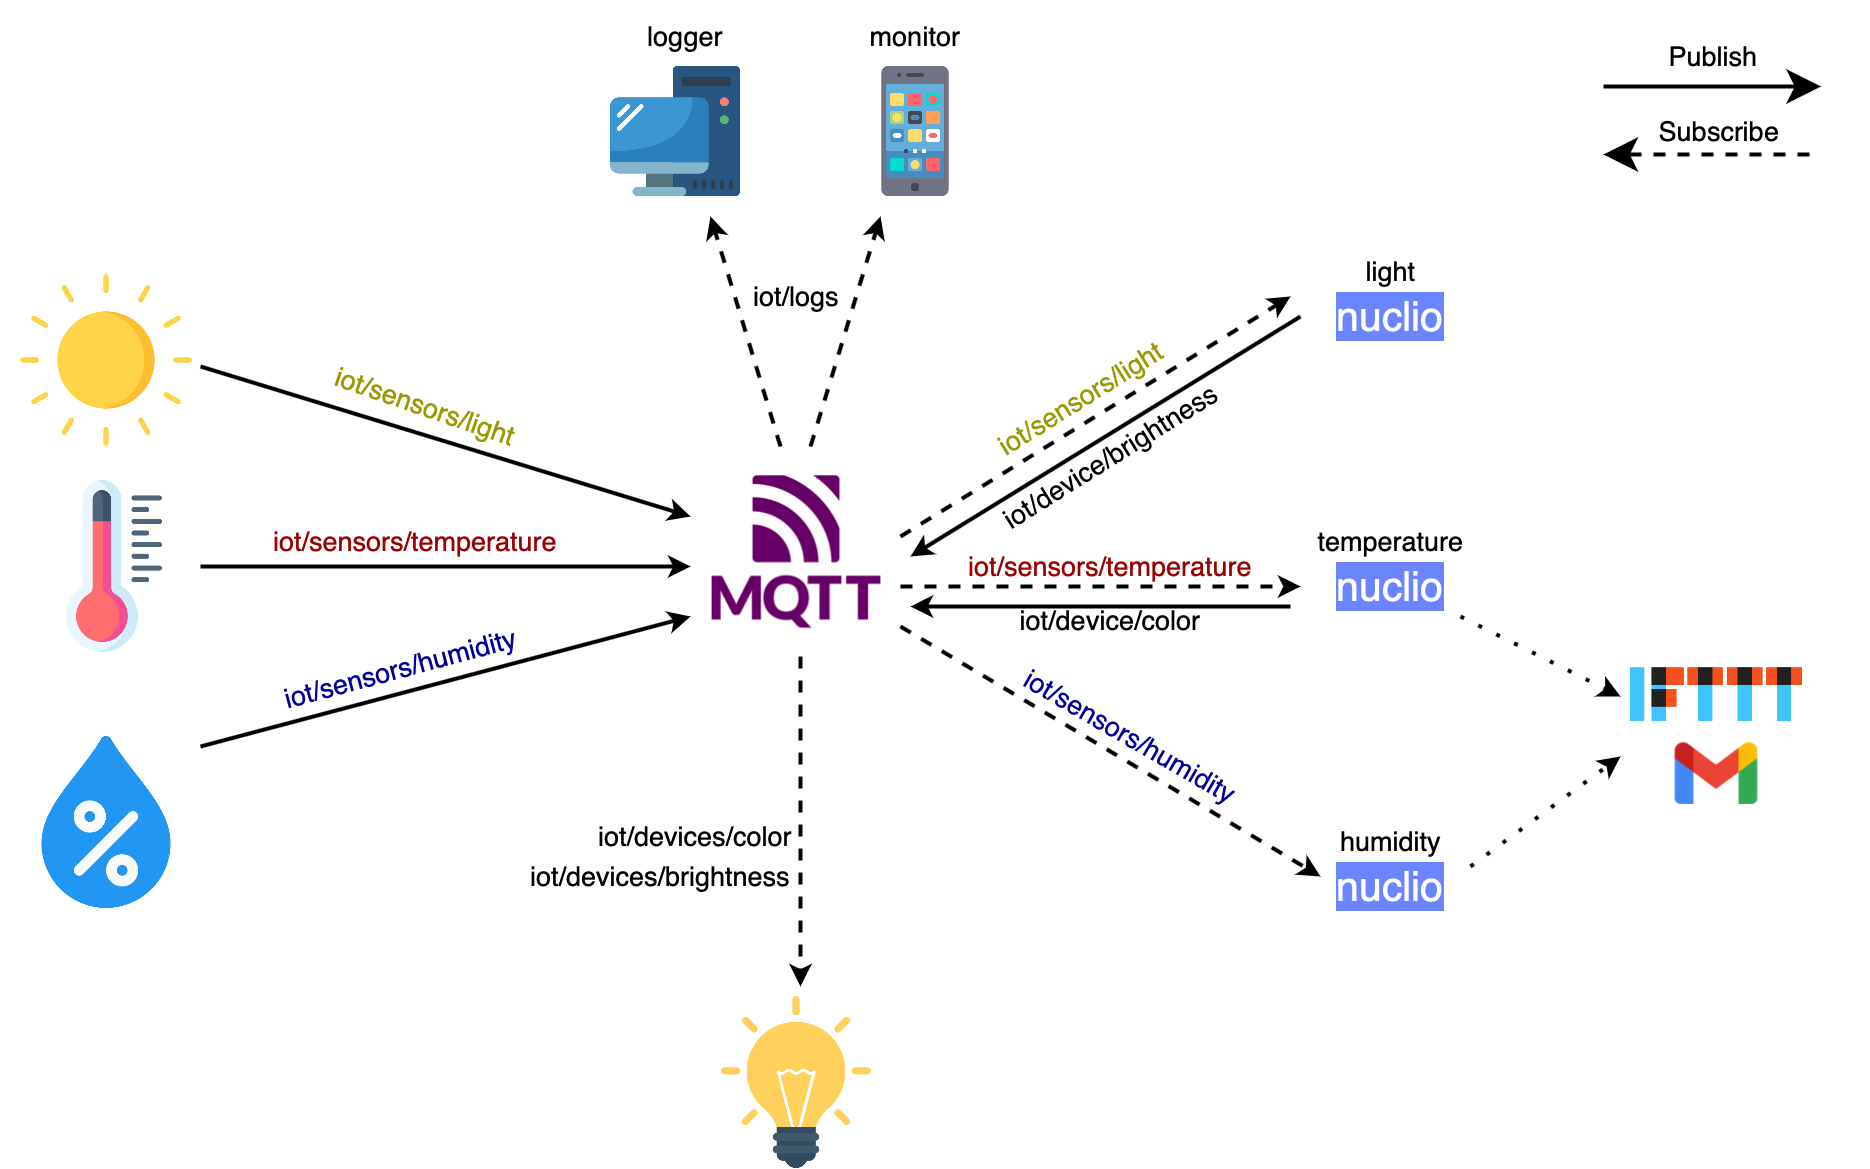 logger
monitor
Publish
Subscribe
light
nuclio
iot/logs
iot/sensors/light
iot/sensors/light
iot/device/brightness
iot/sensors/temperature
MQTT
iot/sensors/temperature
iot/device/color
temperature
nuclio
iot/sensors/humidity
iot/sensors/humidity
IFTTT
iot/devices/color
iot/devices/brightness
humidity
nuclio